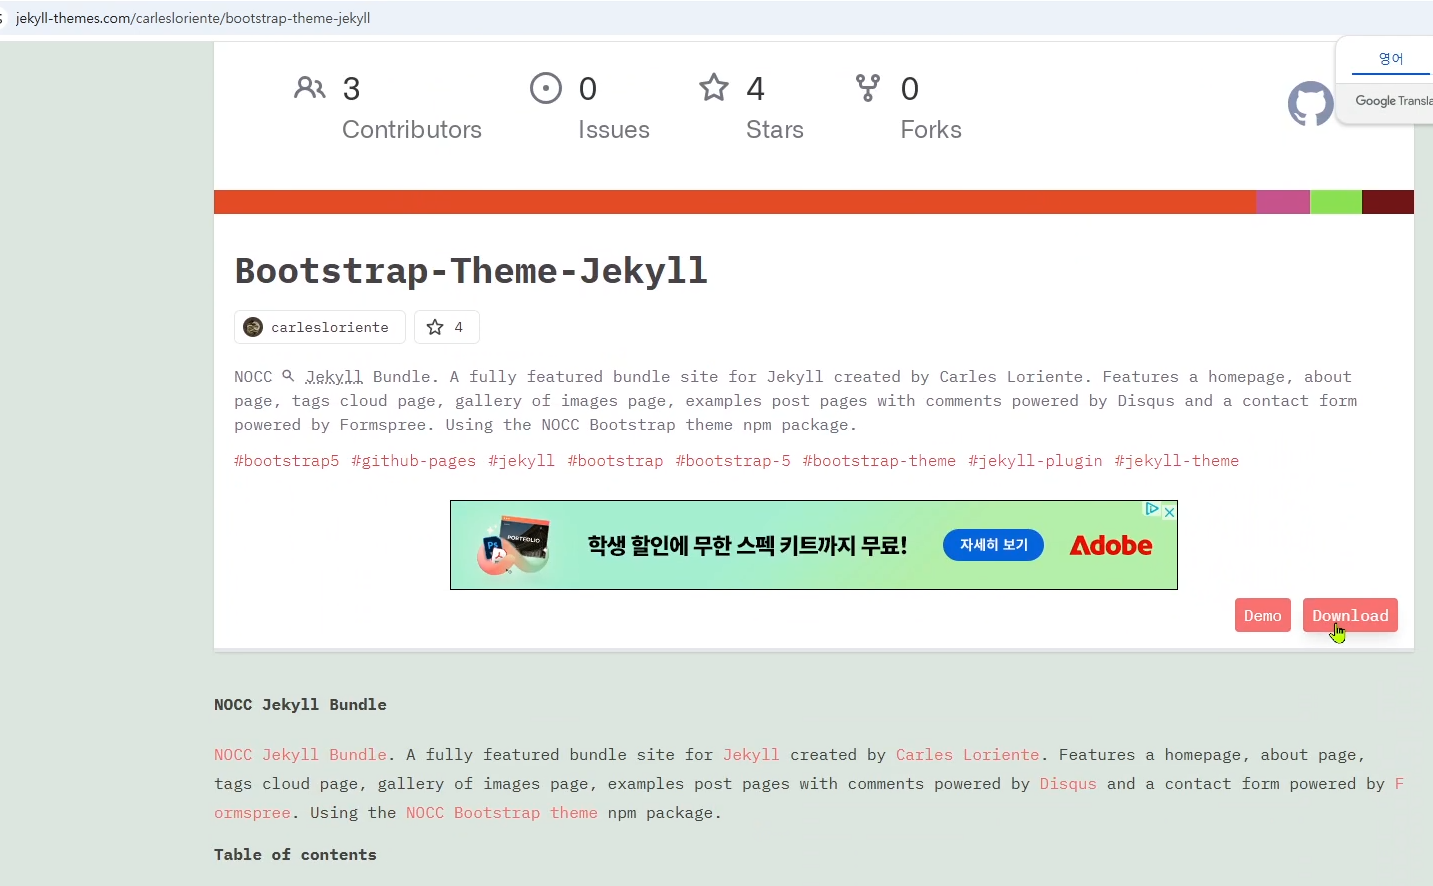 jekyll-themes.com/carlesloriente/bootstrap-theme-jekyll
영어
Google Transla
3
Contributors
0
Issues
4
Stars
0
Forks
Bootstrap-Theme-Jekyll
carlesloriente
4
NOCC Jekyll Bundle. A fully featured bundle site for Jekyll created by Carles Loriente. Features a homepage, about
page, tags cloud page, gallery of images page, examples post pages with comments powered by Disqus and a contact form
powered by Formspree. Using the NOCC Bootstrap theme npm package.
#bootstrap5 #github-pages #jekyll #bootstrap #bootstrap-5 #bootstrap-theme #jekyll-plugin #jekyll-theme
PORTFOLIO
Ps
학생 할인에 무한 스펙 키트까지 무료!
자세히 보기
Adobe
Demo
Download
NOCC Jekyll Bundle
NOCC Jekyll Bundle. A fully featured bundle site for Jekyll created by Carles Loriente. Features a homepage, about page,
tags cloud page, gallery of images page, examples post pages with comments powered by Disqus and a contact form powered by F
ormspree. Using the NOCC Bootstrap theme npm package.
Table of contents